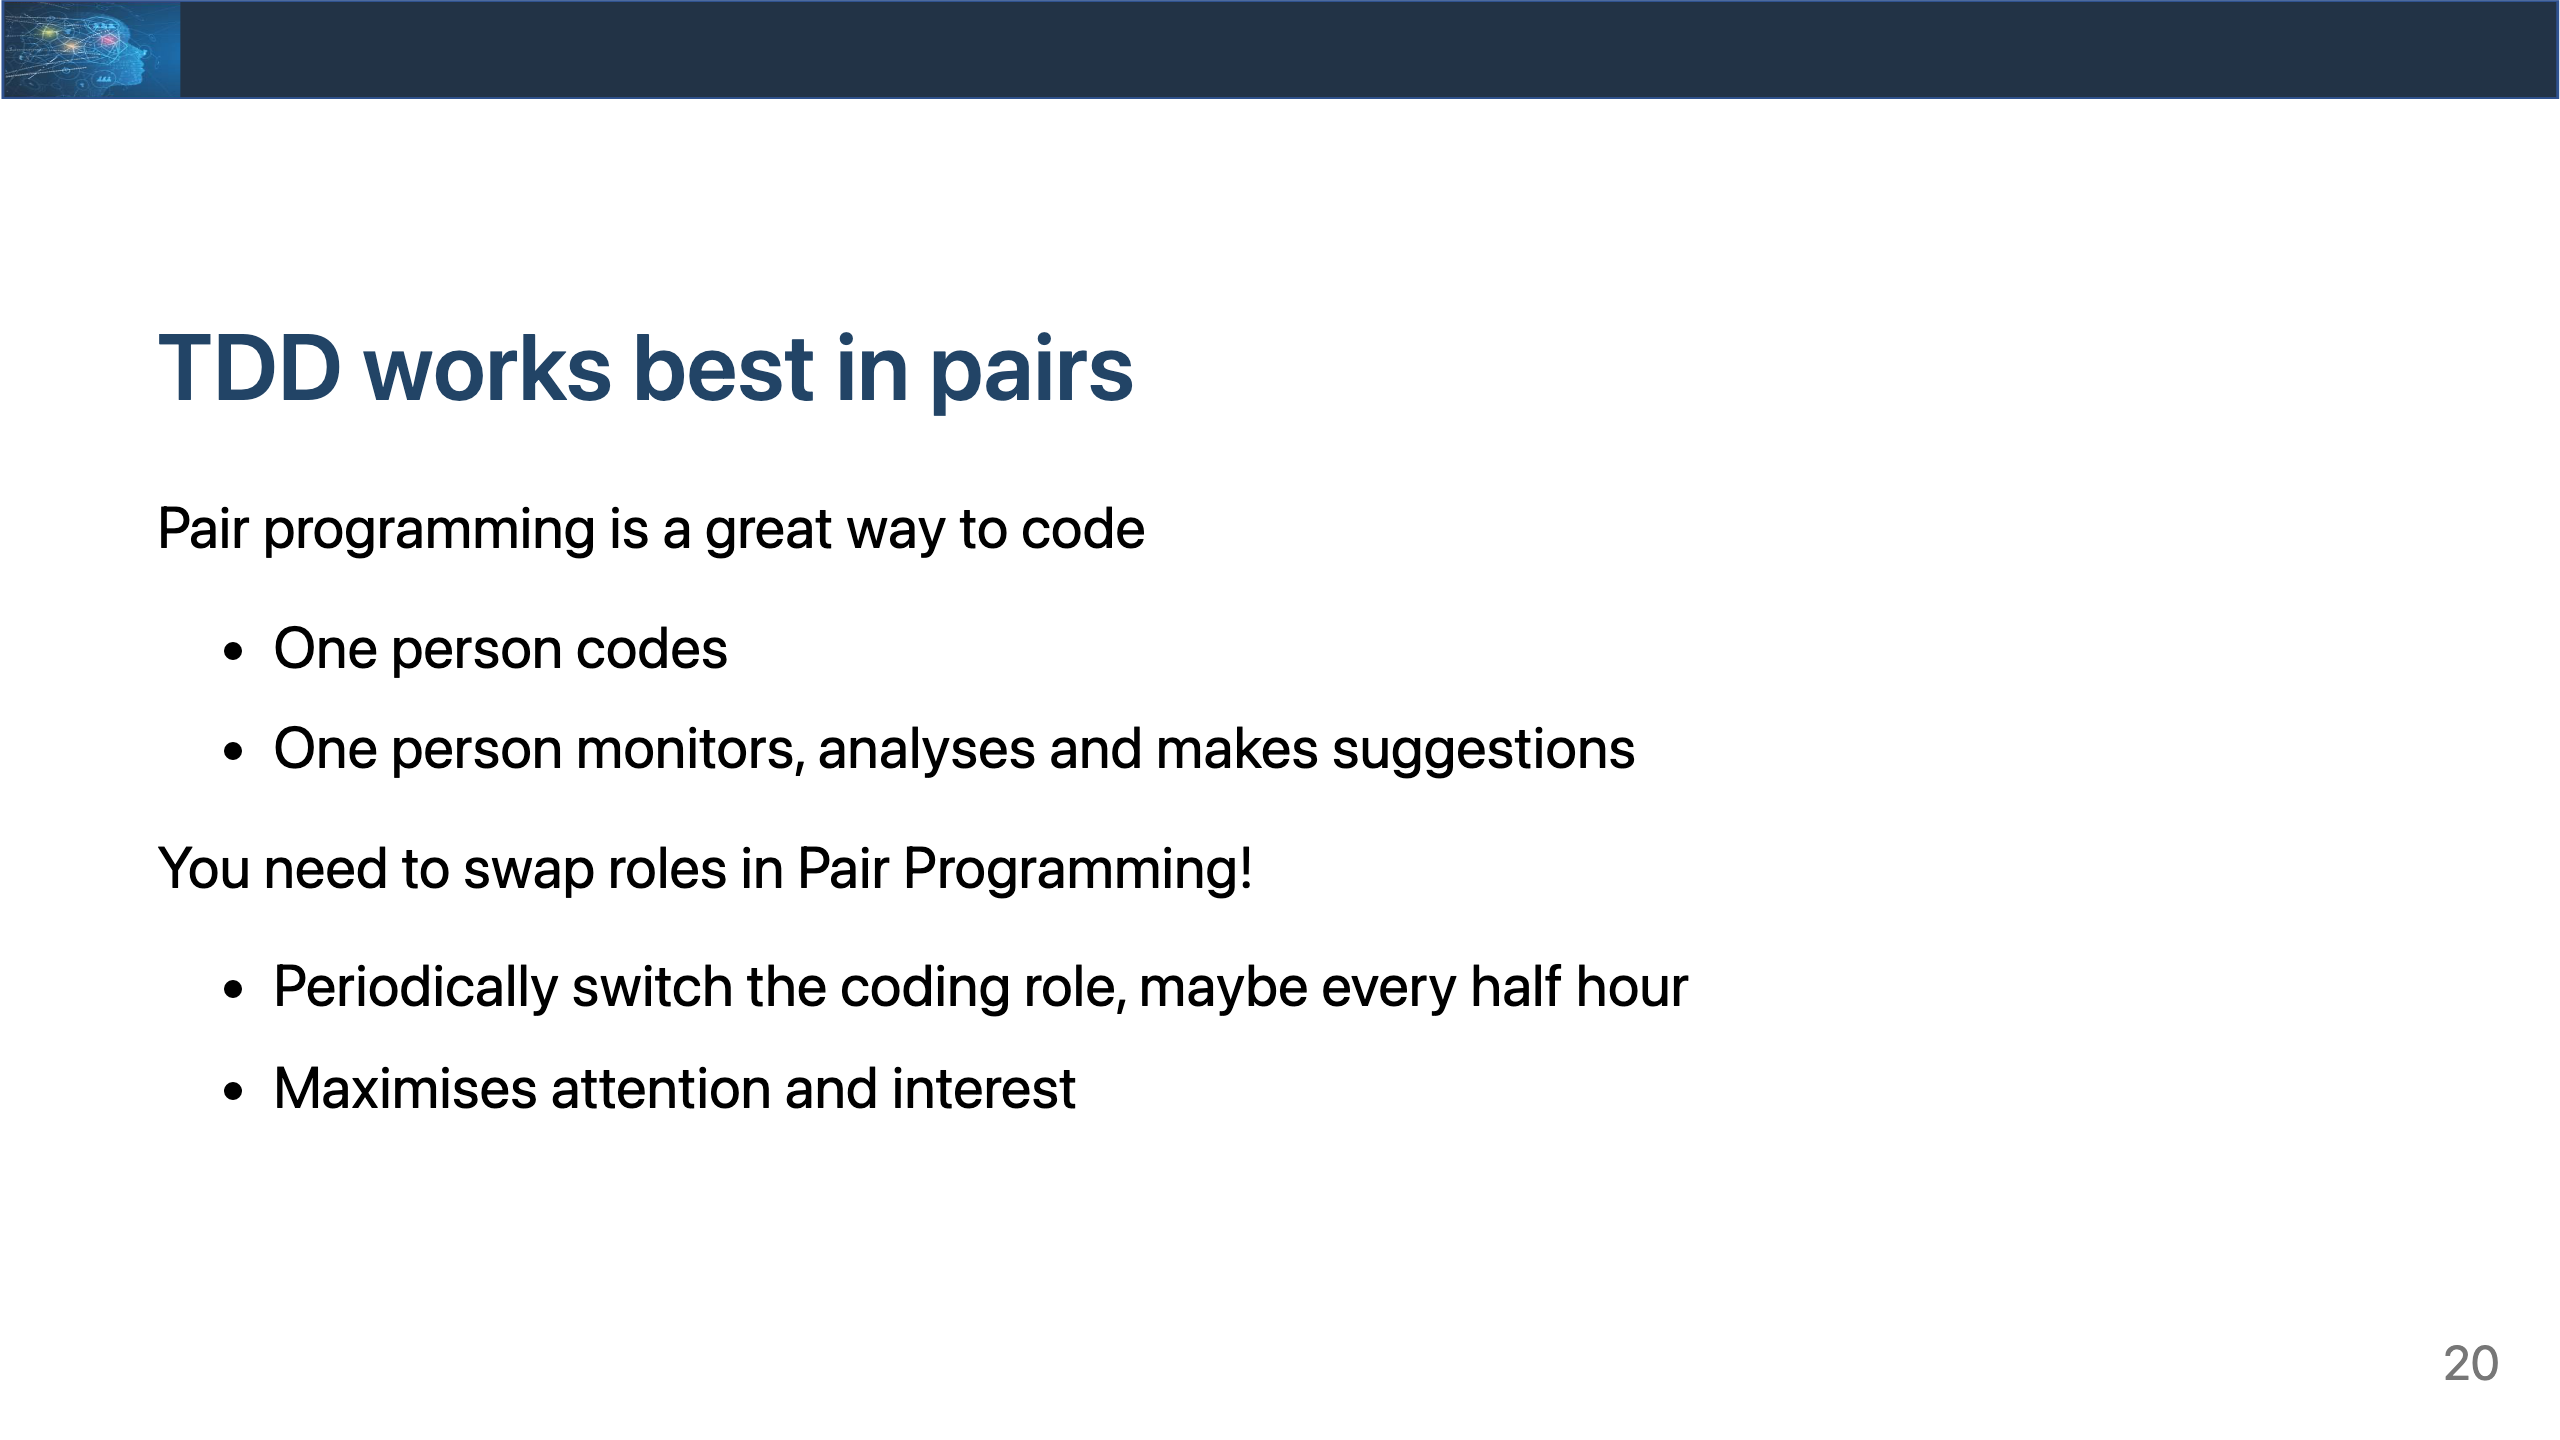 TDD works best in pairs
Pair programming is a great way to code
• One person codes
• One person monitors, analyses and makes suggestions
You need to swap roles in Pair Programming!
• Periodically switch the coding role, maybe every half hour
• Maximises attention and interest
20